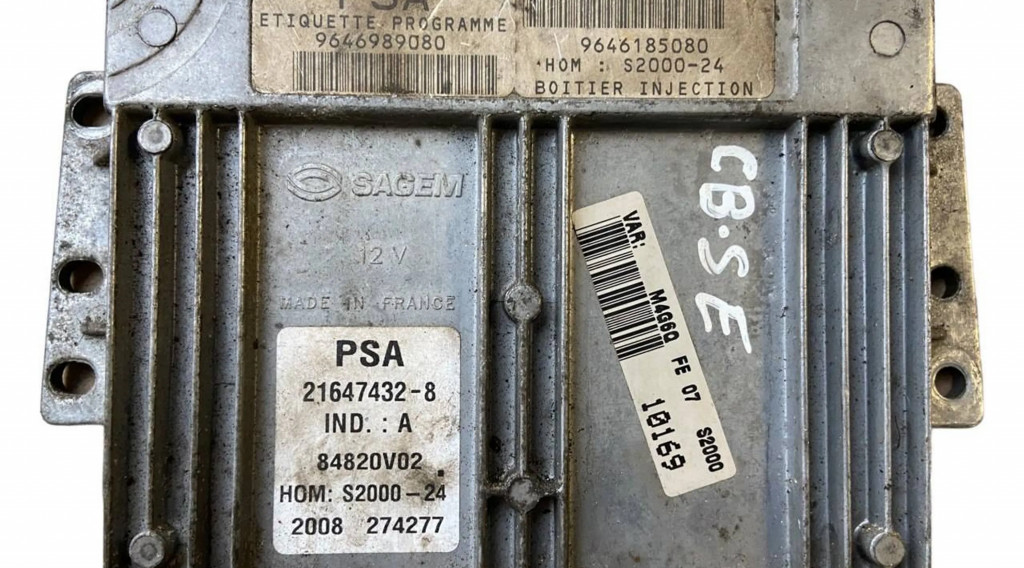 PSA
ETIQUETTE PROGRAMME
9646989080
9646185080
HOM : S2000-24
BOITIER INJECTION
SAGEM
12 V
MADE IN FRANCE
PSA
21647432-8
IND. : A
84820V02
HOM: S2000-24
2008 274277
VAR: M4G6Q FE 07 S2000
10169
CB.SE